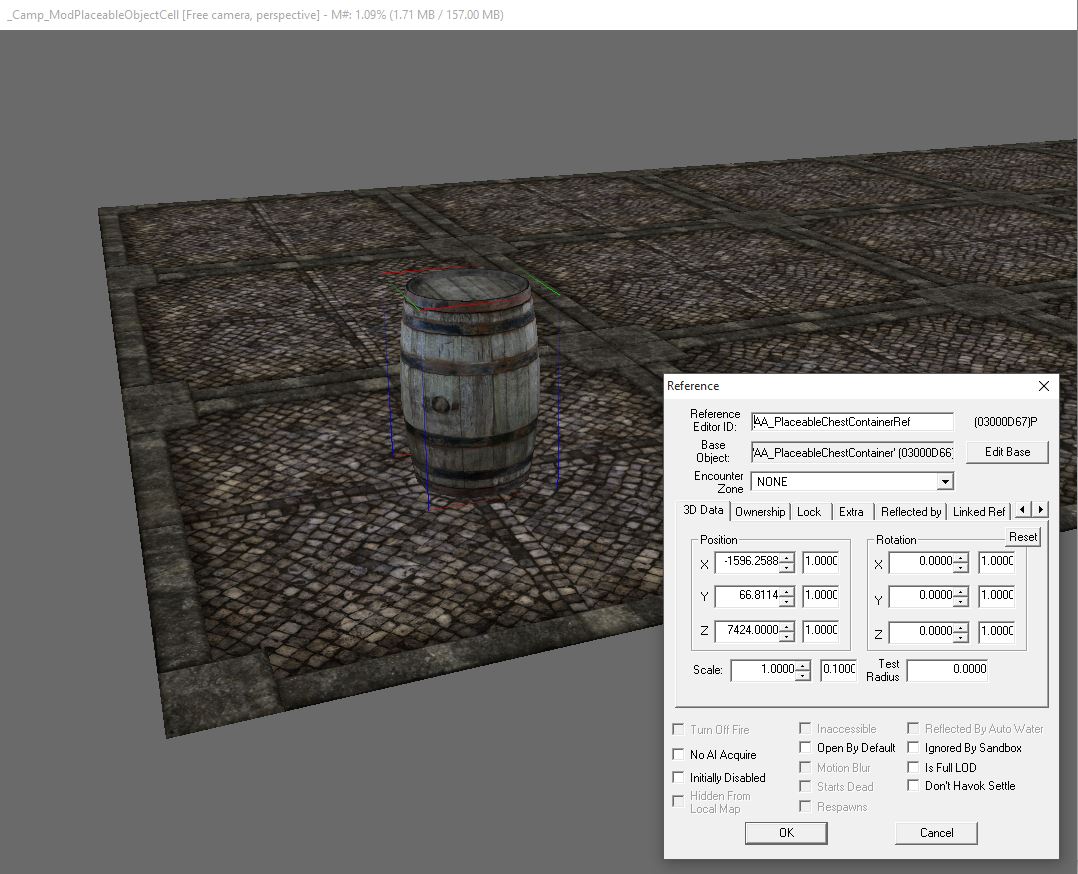 _Camp_ModPlaceableObjectCell [Free camera, perspective] - M#: 1.09% (1.71 MB / 157.00 MB)
Reference
Reference Editor ID: AA_PlaceableChestContainerRef (03000D67)P
Base Object: 'AA_PlaceableChestContainer' (03000D66) Edit Base
Encounter Zone NONE
3D Data Ownership Lock Extra Reflected by Linked Ref
Position Rotation Reset
X -1596.2588 1.0000 X 0.0000 1.0000
Y 66.8114 1.0000 Y 0.0000 1.0000
Z 7424.0000 1.0000 Z 0.0000 1.0000
Scale: 1.0000 0.1000 Test Radius 0.0000
Turn Off Fire Inaccessible Reflected By Auto Water
No AI Acquire Open By Default Ignored By Sandbox
Initially Disabled Motion Blur Is Full LOD
Hidden From Local Map Starts Dead Don't Havok Settle
Respawns
OK Cancel